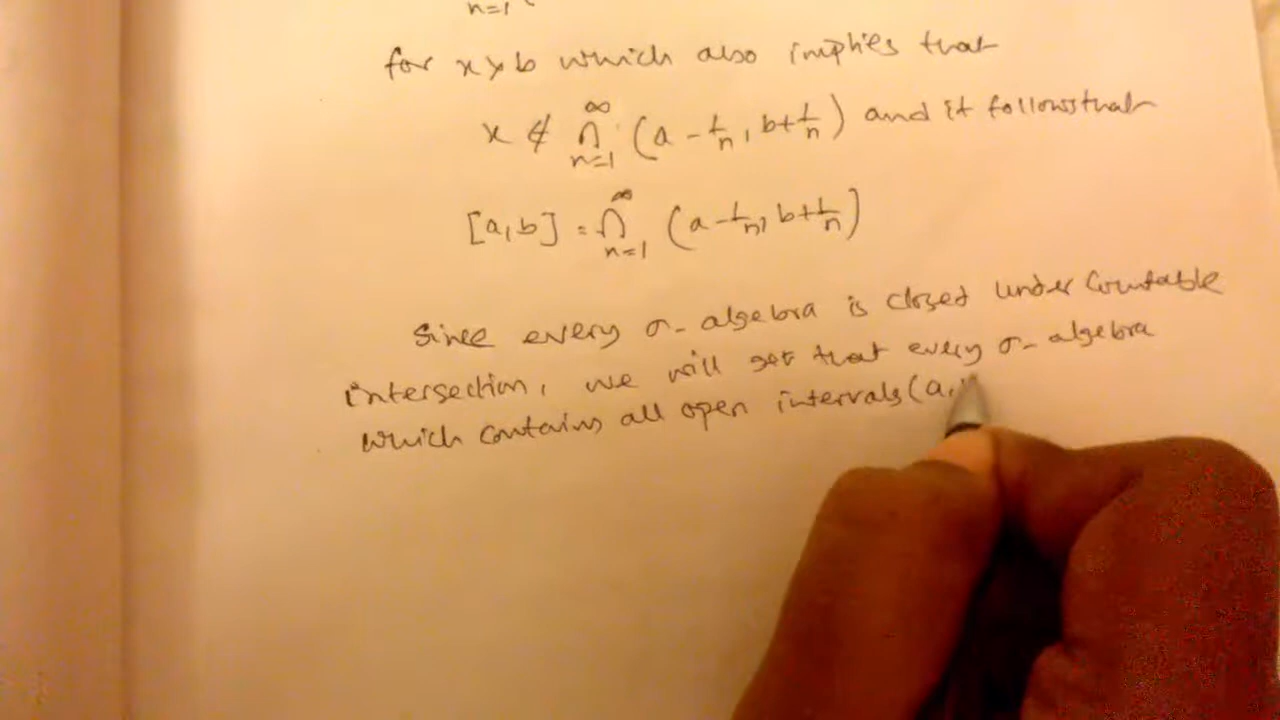 n=1
for x > b which also implies that
x ∉ ∞ ∩ n=1 (a - 1/n, b + 1/n) and it follows that
[a, b] = ∞ ∩ n=1 (a - 1/n, b + 1/n)
Since every σ-algebra is closed under Countable
intersection, we will get that every σ-algebra
which contains all open intervals (a,